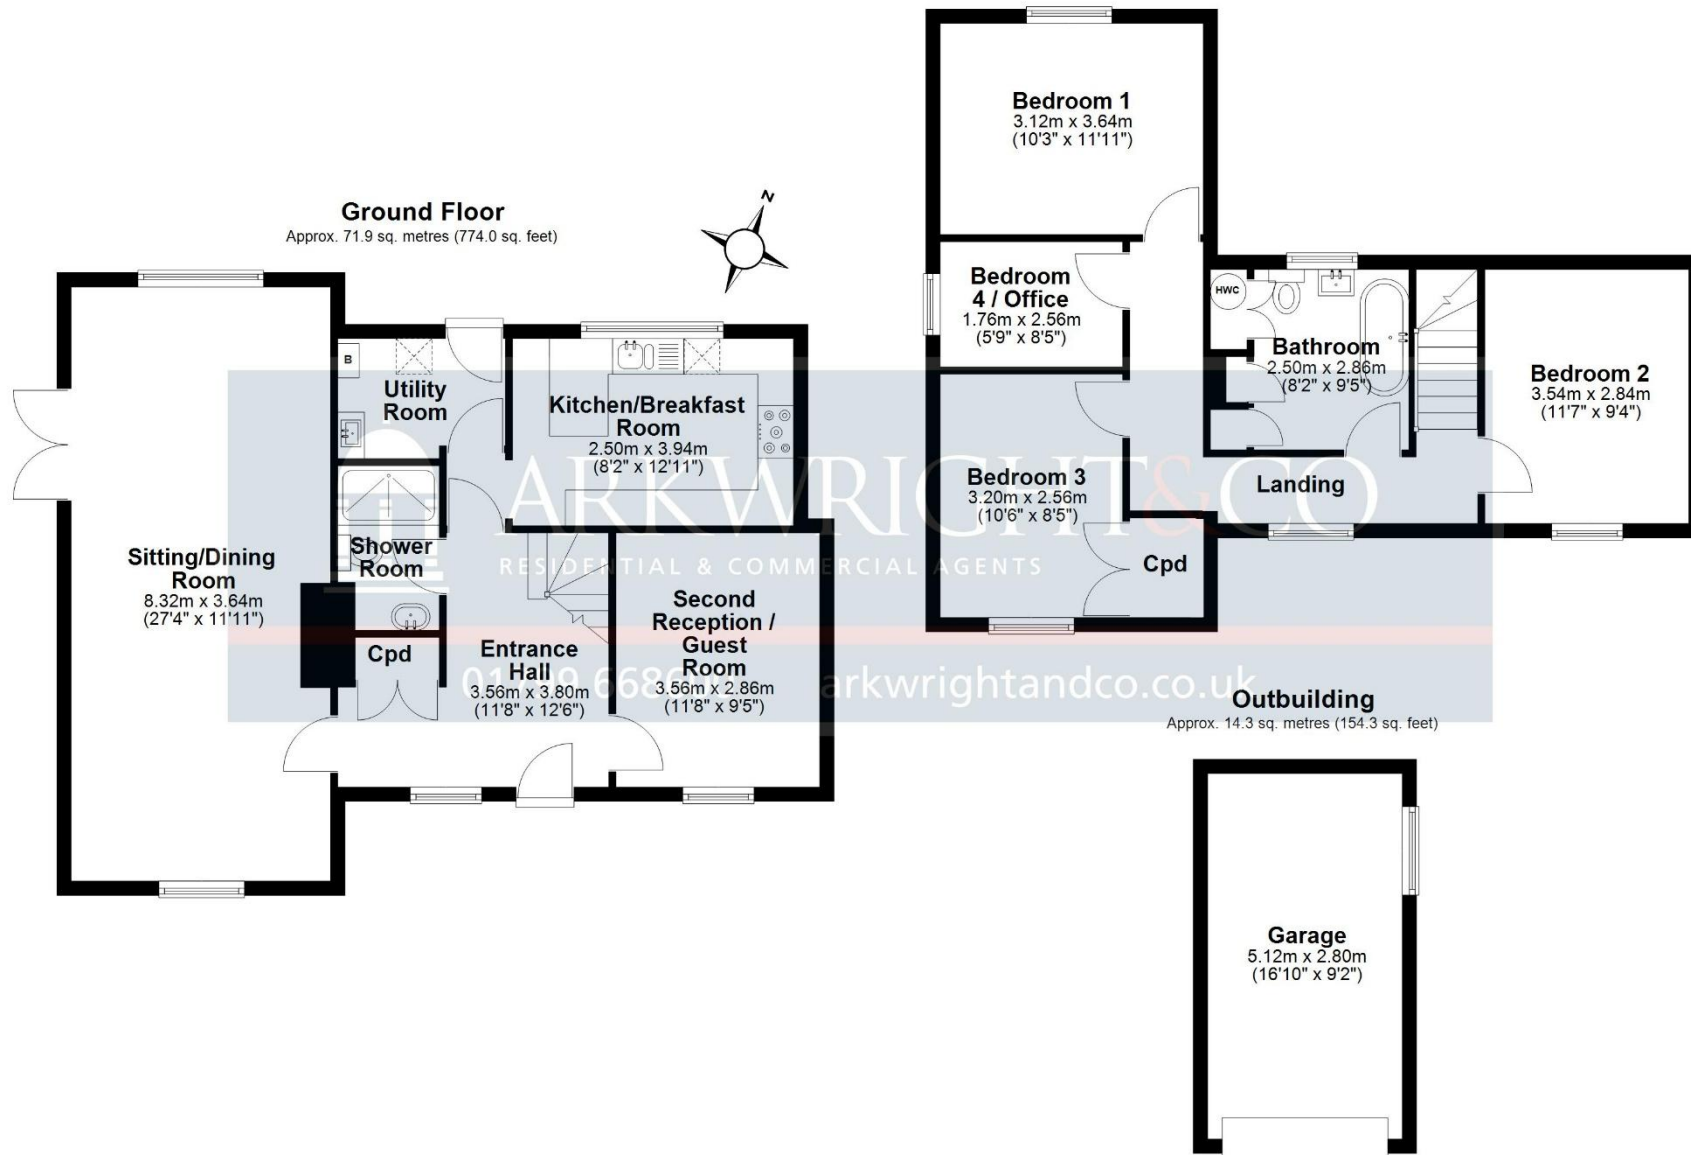 Ground Floor
Approx. 71.9 sq. metres (774.0 sq. feet)
N
B
Utility
Room
Kitchen/Breakfast
Room
2.50m x 3.94m
(8'2" x 12'11")
Sitting/Dining
Room
8.32m x 3.64m
(27'4" x 11'11")
Shower
Room
Cpd
Entrance
Hall
3.56m x 3.80m
(11'8" x 12'6")
Second
Reception /
Guest
Room
3.56m x 2.86m
(11'8" x 9'5")
Bedroom 1
3.12m x 3.64m
(10'3" x 11'11")
Bedroom
4 / Office
1.76m x 2.56m
(5'9" x 8'5")
HWC
Bathroom
2.50m x 2.86m
(8'2" x 9'5")
Bedroom 2
3.54m x 2.84m
(11'7" x 9'4")
Bedroom 3
3.20m x 2.56m
(10'6" x 8'5")
Landing
Cpd
ARKWRIGHT&CO
RESIDENTIAL & COMMERCIAL AGENTS
arkwrightandco.co.uk
Outbuilding
Approx. 14.3 sq. metres (154.3 sq. feet)
Garage
5.12m x 2.80m
(16'10" x 9'2")